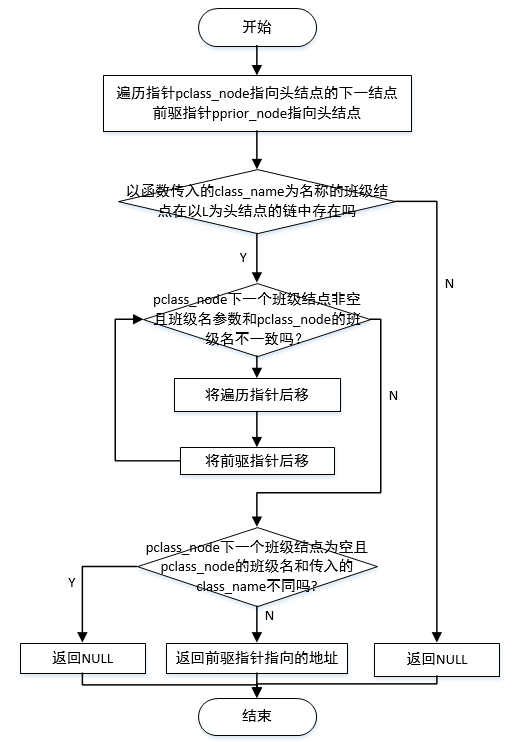 开始
遍历指针pclass_node指向头结点的下一结点
前驱指针pprior_node指向头结点
以函数传入的class_name为名称的班级结
点在以L为头结点的链中存在吗
Y
N
pclass_node下一个班级结点非空
且班级名参数和pclass_node的班
级名不一致吗?
将遍历指针后移
N
将前驱指针后移
pclass_node下一个班级结点为空且
pclass_node的班级名和传入的
class_name不同吗?
Y
N
返回NULL
返回前驱指针指向的地址
返回NULL
结束